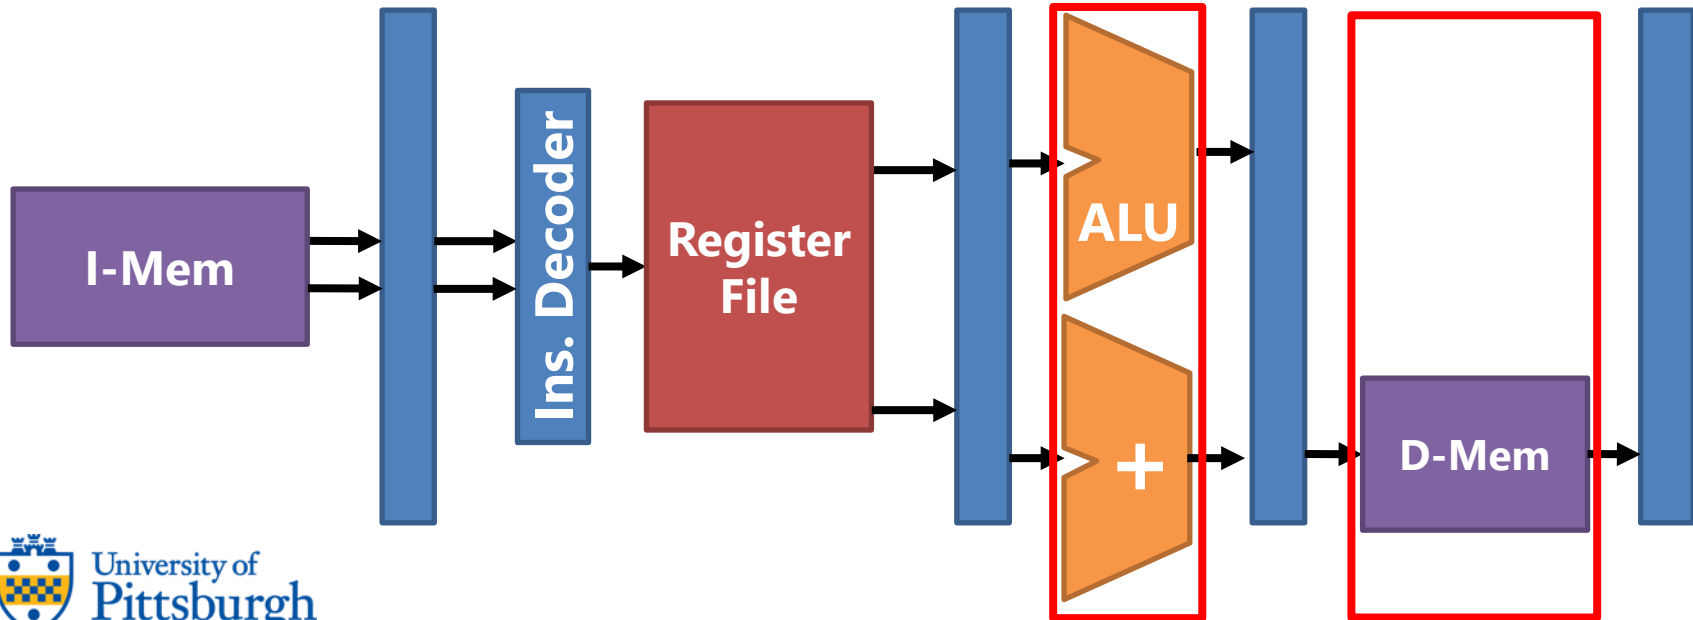 I-Mem
Ins. Decoder
Register
File
ALU
+
D-Mem
University of
Pittsburgh